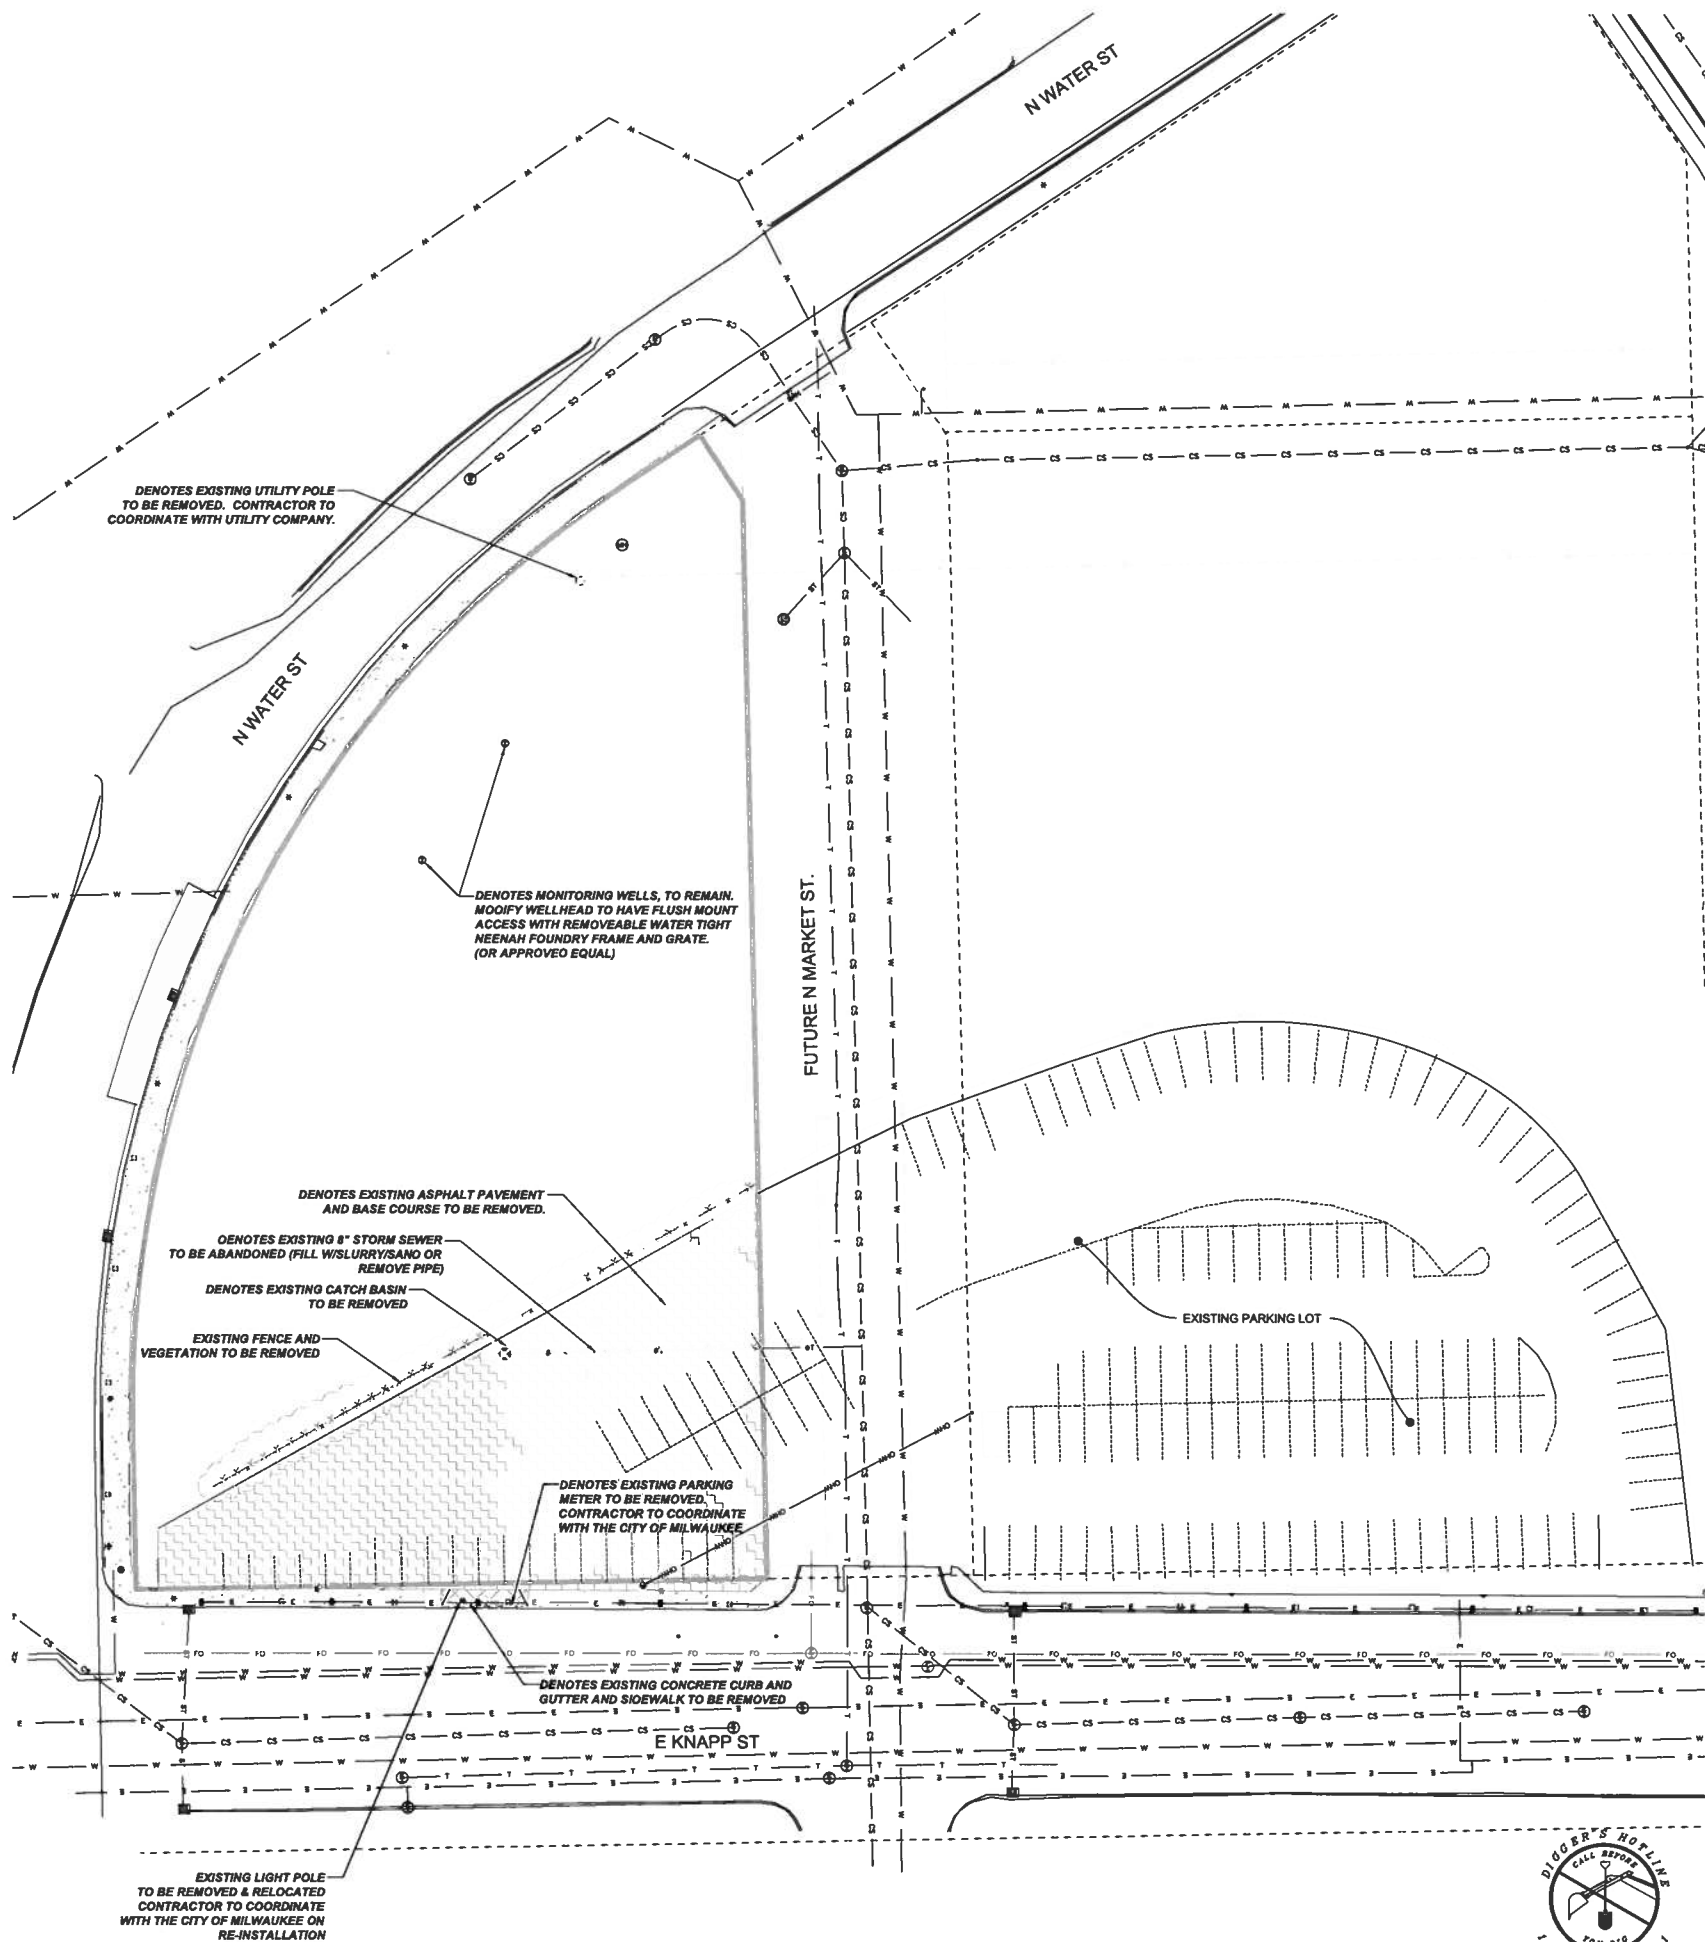 N WATER ST
DENOTES EXISTING UTILITY POLE
TO BE REMOVED. CONTRACTOR TO
COORDINATE WITH UTILITY COMPANY.
N WATER ST
DENOTES MONITORING WELLS, TO REMAIN.
MOOIFY WELLHEAD TO HAVE FLUSH MOUNT
ACCESS WITH REMOVEABLE WATER TIGHT
NEENAH FOUNDRY FRAME AND GRATE.
(OR APPROVEO EQUAL)
FUTURE N MARKET ST.
DENOTES EXISTING ASPHALT PAVEMENT
AND BASE COURSE TO BE REMOVED.
OENOTES EXISTING 8" STORM SEWER
TO BE ABANDONED (FILL W/SLURRY/SANO OR
REMOVE PIPE)
DENOTES EXISTING CATCH BASIN
TO BE REMOVED
EXISTING FENCE AND
VEGETATION TO BE REMOVED
EXISTING PARKING LOT
DENOTES EXISTING PARKING
METER TO BE REMOVED.
CONTRACTOR TO COORDINATE
WITH THE CITY OF MILWAUKEE
DENOTES EXISTING CONCRETE CURB AND
GUTTER AND SIOEWALK TO BE REMOVED
E KNAPP ST
EXISTING LIGHT POLE
TO BE REMOVED & RELOCATED
CONTRACTOR TO COORDINATE
WITH THE CITY OF MILWAUKEE ON
RE-INSTALLATION
DIGGER'S HOTLINE
CALL BEFORE